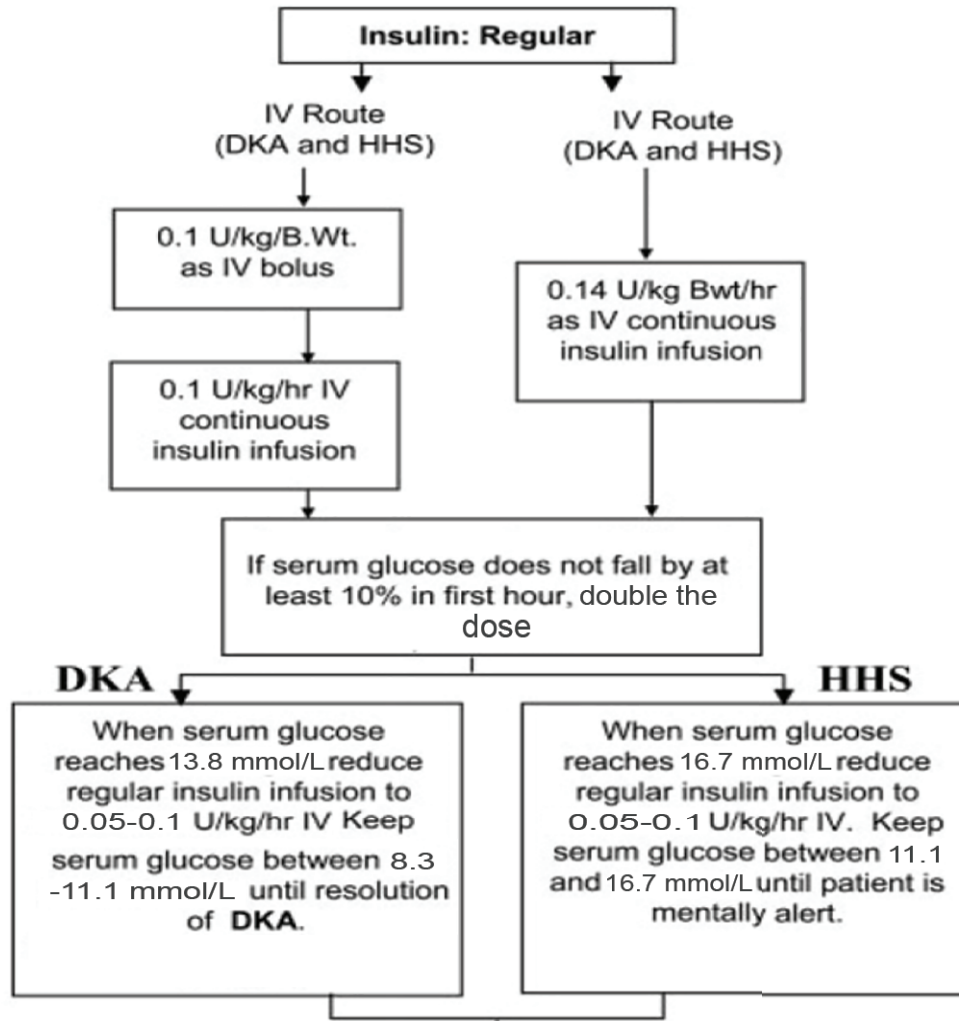 Insulin: Regular
IV Route
(DKA and HHS)
IV Route
(DKA and HHS)
0.1 U/kg/B.Wt.
as IV bolus
0.14 U/kg Bwt/hr
as IV continuous
insulin infusion
0.1 U/kg/hr IV
continuous
insulin infusion
If serum glucose does not fall by at
least 10% in first hour, double the
dose
DKA
HHS
When serum glucose
reaches 13.8 mmol/L reduce
regular insulin infusion to
0.05-0.1 U/kg/hr IV Keep
serum glucose between 8.3
-11.1 mmol/L until resolution
of DKA.
When serum glucose
reaches 16.7 mmol/L reduce
regular insulin infusion to
0.05-0.1 U/kg/hr IV. Keep
serum glucose between 11.1
and 16.7 mmol/L until patient is
mentally alert.